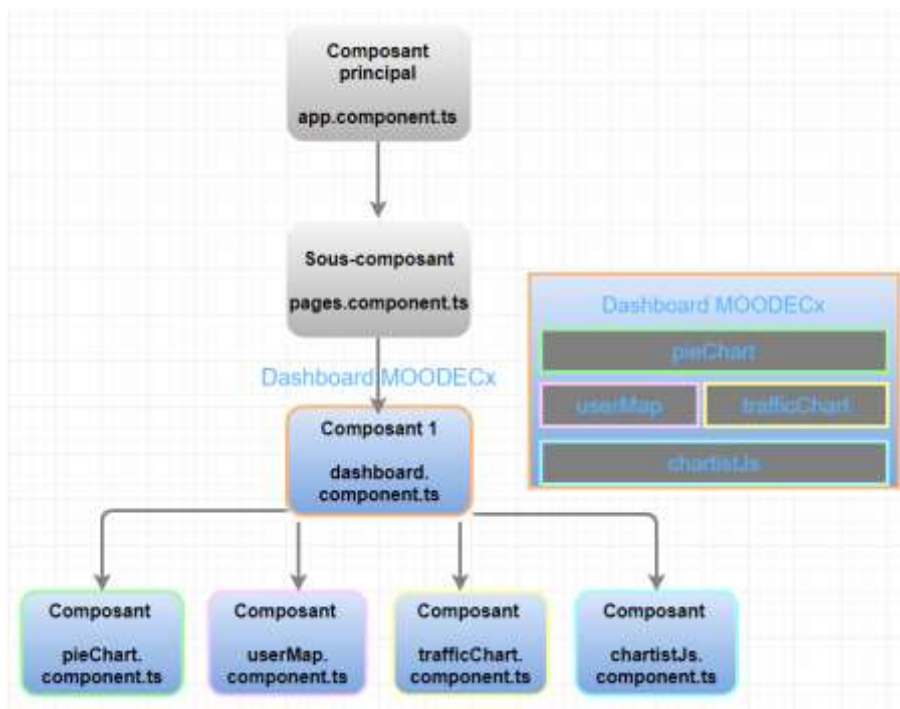 Composant
principal
app.component.ts
Sous-composant
pages.component.ts
Dashboard MOODECx
Composant 1
dashboard.
component.ts
Composant
pieChart.
component.ts
Composant
userMap.
component.ts
Composant
trafficChart.
component.ts
Composant
chartistJs.
component.ts
Dashboard MOODECx
pieChart
userMap
trafficChart
chartistJs